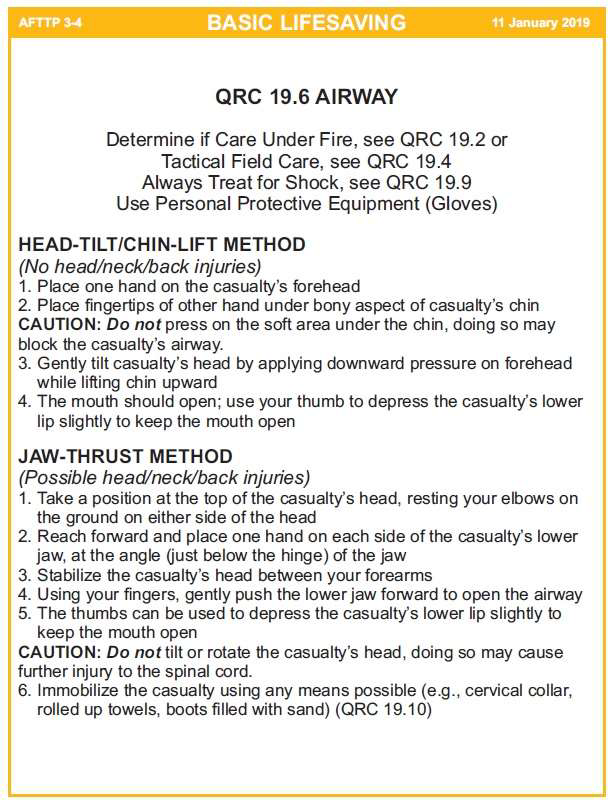 AFTTP 3-4 BASIC LIFESAVING 11 January 2019
QRC 19.6 AIRWAY
Determine if Care Under Fire, see QRC 19.2 or
Tactical Field Care, see QRC 19.4
Always Treat for Shock, see QRC 19.9
Use Personal Protective Equipment (Gloves)
HEAD-TILT/CHIN-LIFT METHOD
(No head/neck/back injuries)
1. Place one hand on the casualty’s forehead
2. Place fingertips of other hand under bony aspect of casualty’s chin
CAUTION: Do not press on the soft area under the chin, doing so may
block the casualty’s airway.
3. Gently tilt casualty’s head by applying downward pressure on forehead
while lifting chin upward
4. The mouth should open; use your thumb to depress the casualty’s lower
lip slightly to keep the mouth open
JAW-THRUST METHOD
(Possible head/neck/back injuries)
1. Take a position at the top of the casualty’s head, resting your elbows on
the ground on either side of the head
2. Reach forward and place one hand on each side of the casualty’s lower
jaw, at the angle (just below the hinge) of the jaw
3. Stabilize the casualty’s head between your forearms
4. Using your fingers, gently push the lower jaw forward to open the airway
5. The thumbs can be used to depress the casualty’s lower lip slightly to
keep the mouth open
CAUTION: Do not tilt or rotate the casualty’s head, doing so may cause
further injury to the spinal cord.
6. Immobilize the casualty using any means possible (e.g., cervical collar,
rolled up towels, boots filled with sand) (QRC 19.10)